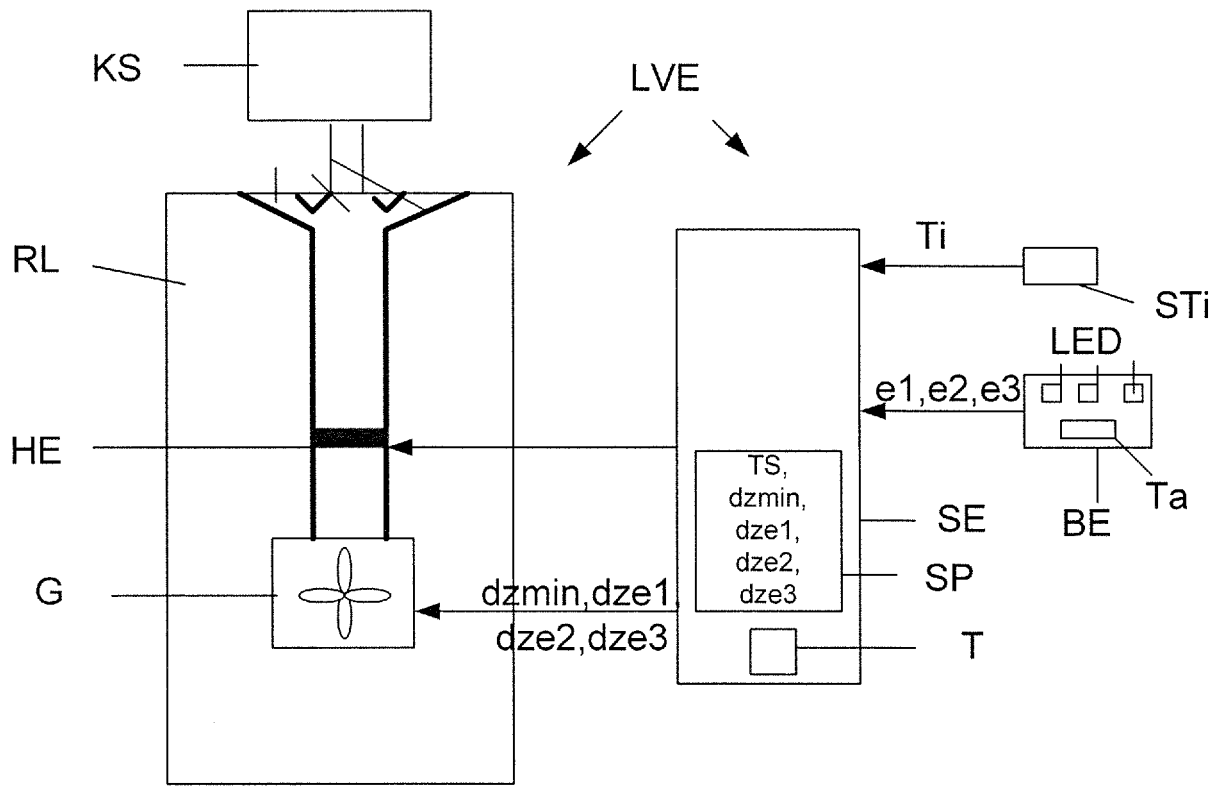 KS
LVE
Ti
RL
STi
LED
e1,e2,e3
HE
TS,
dzmin,
dze1,
dze2,
dze3
Ta
BE
SE
SP
G
dzmin,dze1,
dze2,dze3
T